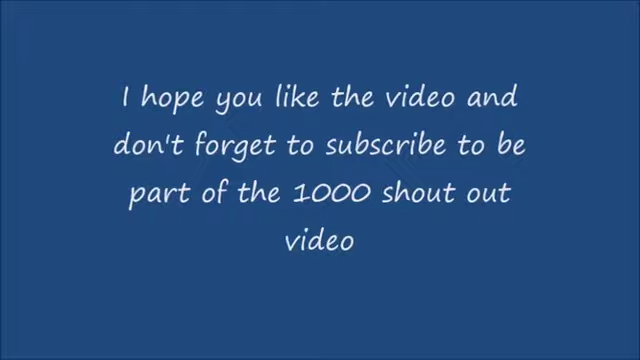 I hope you like the video and
don't forget to subscribe to be
part of the 1000 shout out
video